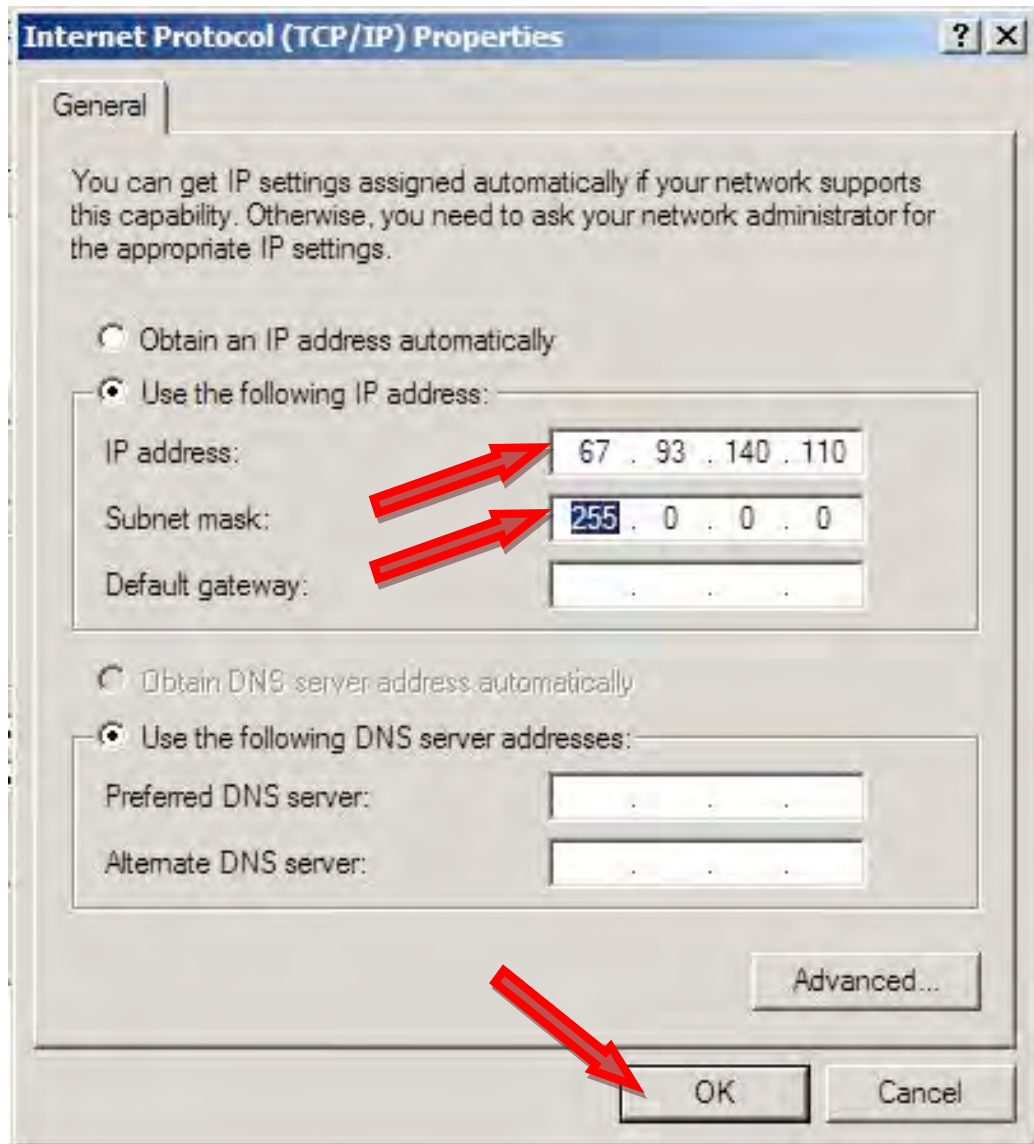 Internet Protocol (TCP/IP) Properties
? X
General
You can get IP settings assigned automatically if your network supports
this capability. Otherwise, you need to ask your network administrator for
the appropriate IP settings.
Obtain an IP address automatically
Use the following IP address:
IP address: 67 . 93 . 140 . 110
Subnet mask: 255 . 0 . 0 . 0
Default gateway: . . .
Obtain DNS server address automatically
Use the following DNS server addresses:
Preferred DNS server: . . .
Alternate DNS server: . . .
Advanced...
OK Cancel